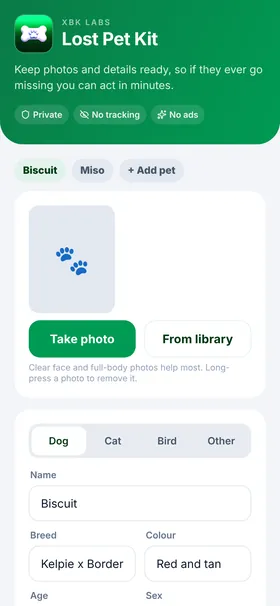 XBK LABS
Lost Pet Kit
Keep photos and details ready, so if they ever go
missing you can act in minutes.
Private No tracking No ads
Biscuit Miso + Add pet
Take photo From library
Clear face and full-body photos help most. Long-
press a photo to remove it.
Dog Cat Bird Other
Name
Biscuit
Breed Colour
Kelpie x Border Red and tan
Age Sex